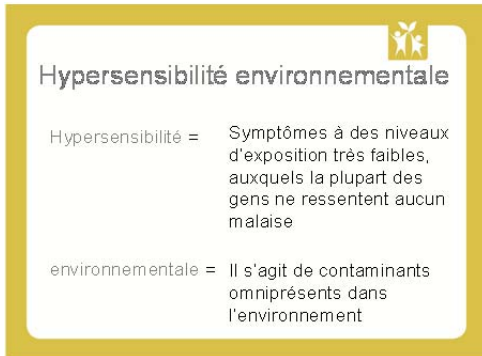 Hypersensibilité environnementale
Hypersensibilité =
Symptômes à des niveaux
d'exposition très faibles,
auxquels la plupart des
gens ne ressentent aucun
malaise
environnementale =
Il s'agit de contaminants
omniprésents dans
l'environnement